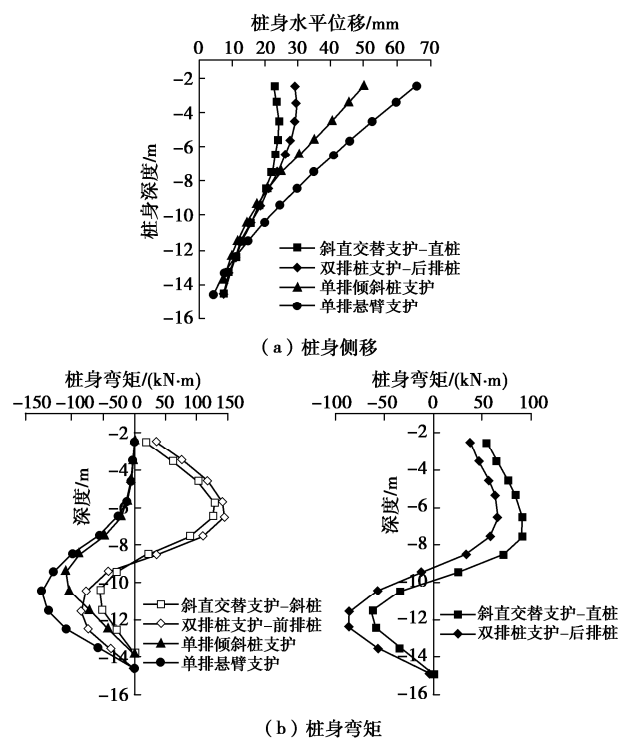 桩身水平位移/mm
0 10 20 30 40 50 60 70
桩身深度/m
-2
-4
-6
-8
-10
-12
-14
-16
斜直交替支护-直桩
双排桩支护-后排桩
单排倾斜桩支护
单排悬臂支护
(a)桩身侧移
桩身弯矩/(kN·m)
-150 -100 -50 0 50 100 150
深度/m
-2
-4
-6
-8
-10
-12
-14
-16
斜直交替支护-斜桩
双排桩支护-前排桩
单排倾斜桩支护
单排悬臂支护
桩身弯矩/(kN·m)
-100 -50 0 50 100
深度/m
-2
-4
-6
-8
-10
-12
-14
-16
斜直交替支护-直桩
双排桩支护-后排桩
(b)桩身弯矩